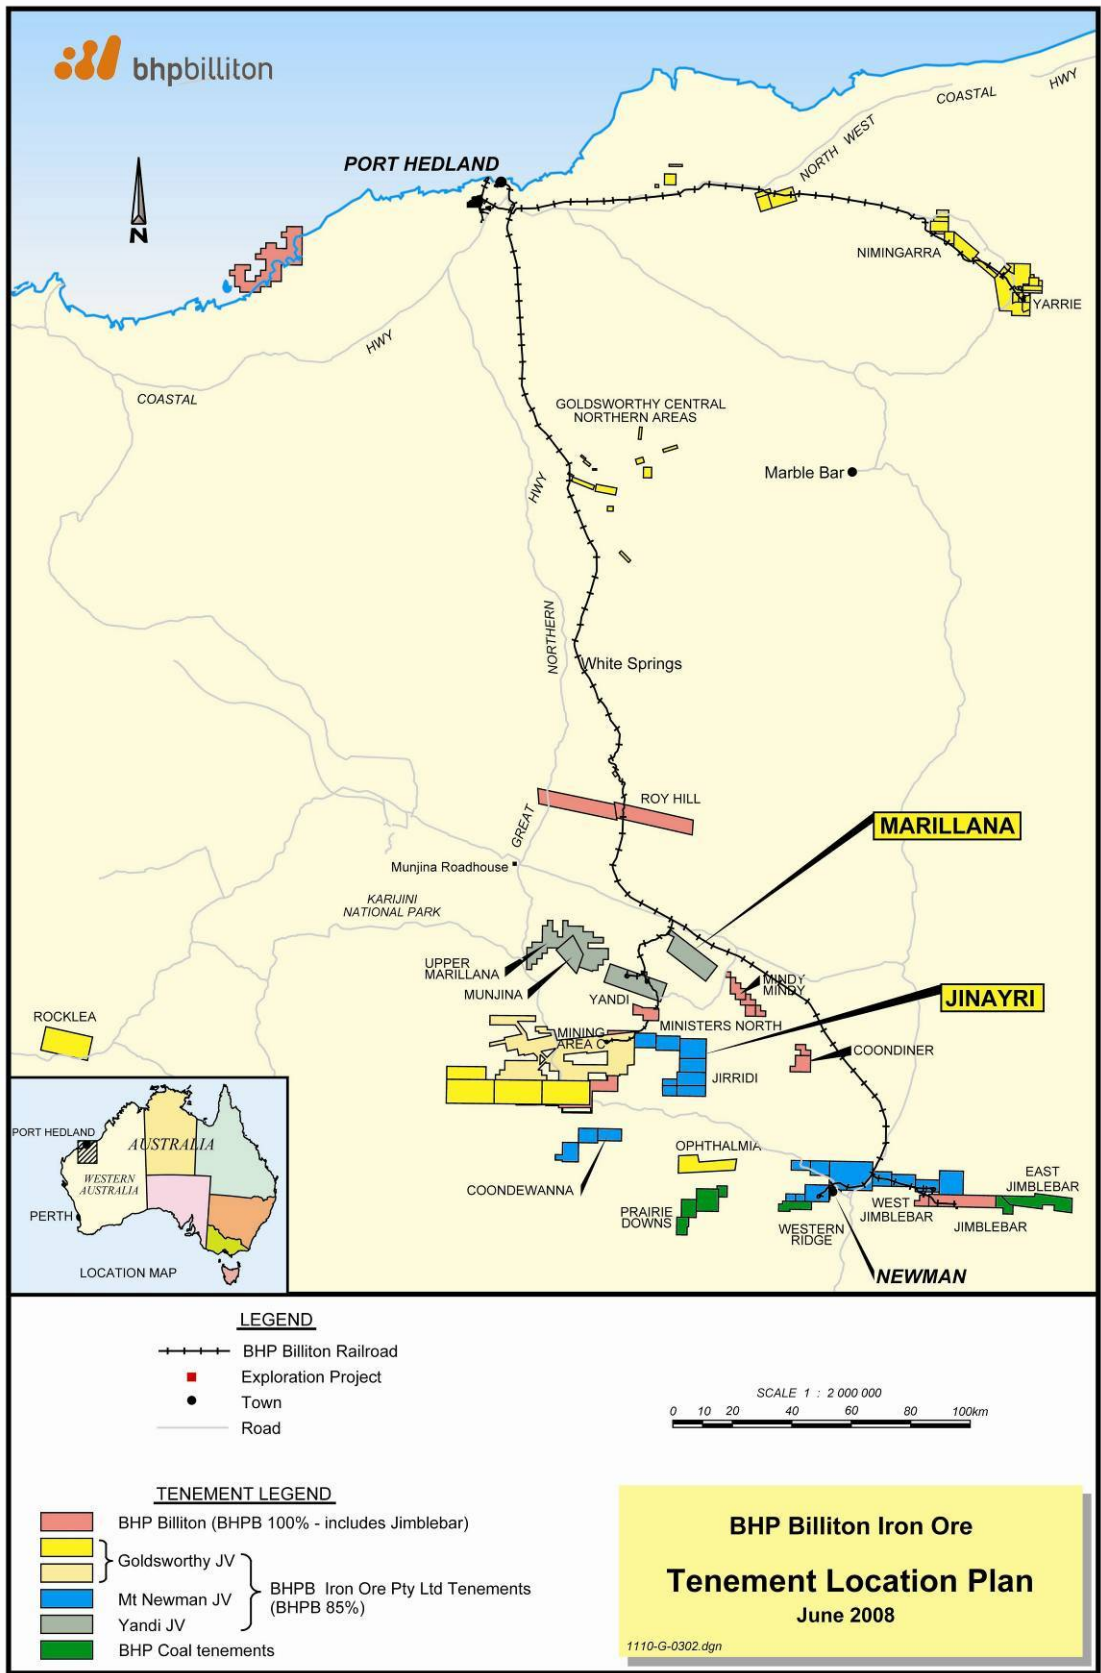 bhpbilliton
COASTAL
HWY
NORTH WEST
PORT HEDLAND
N
NIMINGARRA
YARRIE
HWY
COASTAL
GOLDSWORTHY CENTRAL
NORTHERN AREAS
Marble Bar
HWY
NORTHERN
White Springs
ROY HILL
GREAT
MARILLANA
Munjina Roadhouse
KARIJINI
NATIONAL PARK
UPPER
MARILLANA
MUNJINA
YANDI
MINDY
MINDY
JINAYRI
ROCKLEA
MINISTERS NORTH
MINING
AREA C
COONDINER
JIRRIDI
OPHTHALMIA
COONDEWANNA
PRAIRIE
DOWNS
WESTERN
RIDGE
WEST
JIMBLEBAR
EAST
JIMBLEBAR
JIMBLEBAR
NEWMAN
PORT HEDLAND
AUSTRALIA
WESTERN
AUSTRALIA
PERTH
LOCATION MAP
LEGEND
BHP Billiton Railroad
Exploration Project
Town
Road
SCALE 1 : 2 000 000
0 10 20 40 60 80 100km
TENEMENT LEGEND
BHP Billiton (BHPB 100% - includes Jimblebar)
Goldsworthy JV
Mt Newman JV
Yandi JV
BHPB Iron Ore Pty Ltd Tenements
(BHPB 85%)
BHP Coal tenements
BHP Billiton Iron Ore
Tenement Location Plan
June 2008
1110-G-0302.dgn